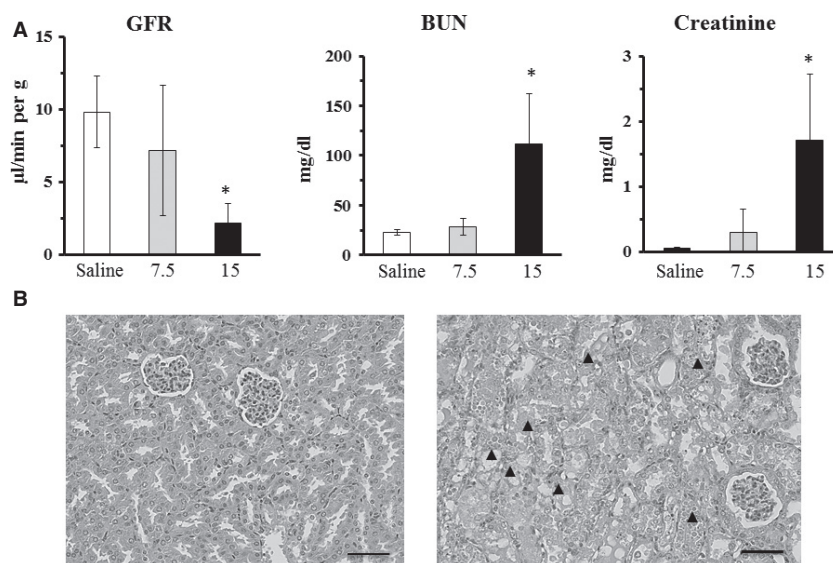 A
GFR
15
10
5
0
µl/min per g
*
Saline 7.5 15
BUN
200
150
100
50
0
mg/dl
*
Saline 7.5 15
Creatinine
3
2
1
0
mg/dl
*
Saline 7.5 15
B